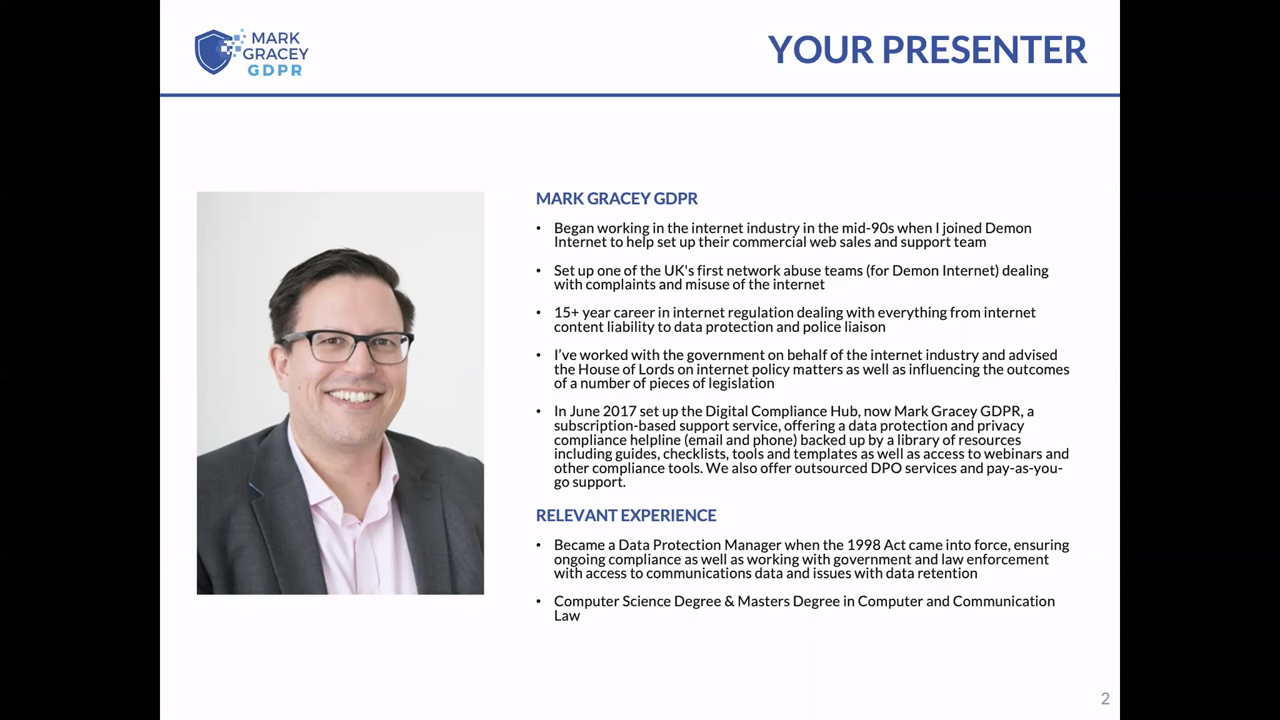 MARK
GRACEY
GDPR
YOUR PRESENTER
MARK GRACEY GDPR
• Began working in the internet industry in the mid-90s when I joined Demon
Internet to help set up their commercial web sales and support team
• Set up one of the UK's first network abuse teams (for Demon Internet) dealing
with complaints and misuse of the internet
• 15+ year career in internet regulation dealing with everything from internet
content liability to data protection and police liaison
• I've worked with the government on behalf of the internet industry and advised
the House of Lords on internet policy matters as well as influencing the outcomes
of a number of pieces of legislation
• In June 2017 set up the Digital Compliance Hub, now Mark Gracey GDPR, a
subscription-based support service, offering a data protection and privacy
compliance helpline (email and phone) backed up by a library of resources
including guides, checklists, tools and templates as well as access to webinars and
other compliance tools. We also offer outsourced DPO services and pay-as-you-
go support.
RELEVANT EXPERIENCE
• Became a Data Protection Manager when the 1998 Act came into force, ensuring
ongoing compliance as well as working with government and law enforcement
with access to communications data and issues with data retention
• Computer Science Degree & Masters Degree in Computer and Communication
Law
2